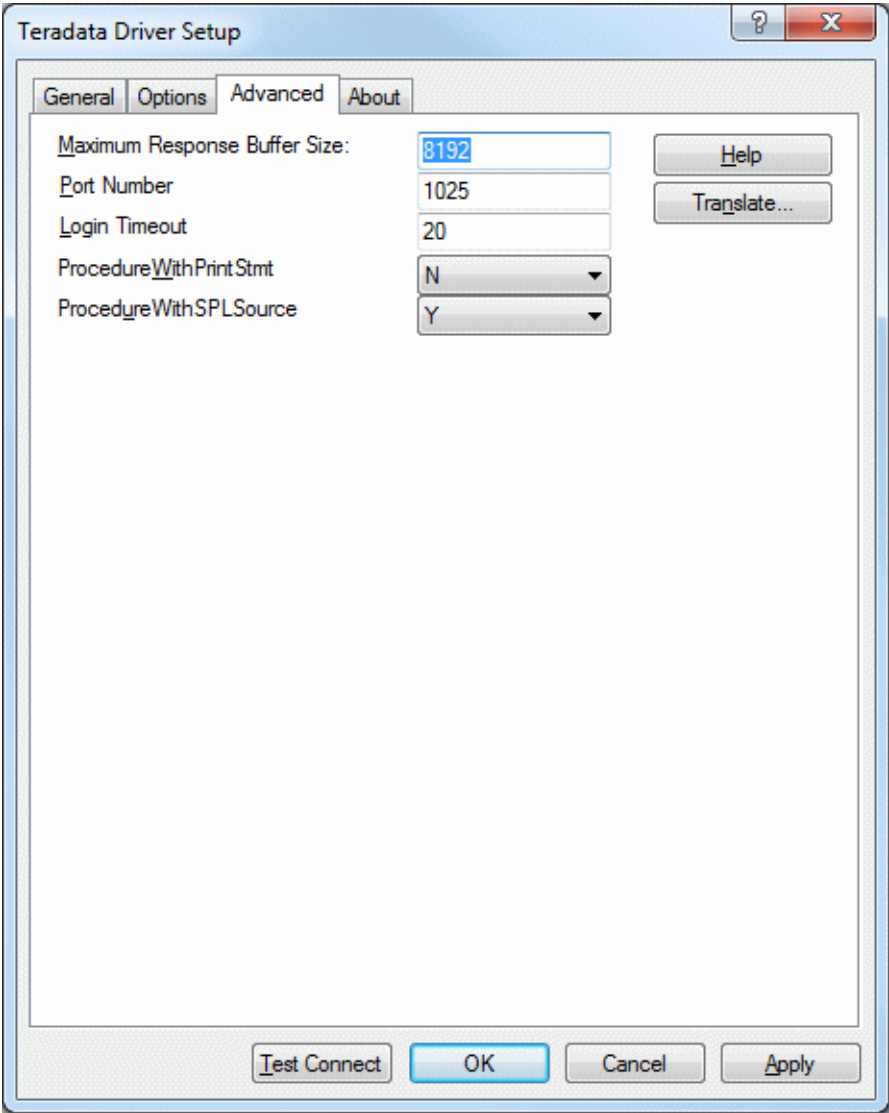 Teradata Driver Setup
?
General Options Advanced About
Maximum Response Buffer Size: 8192 Help
Port Number 1025 Translate...
Login Timeout 20
ProcedureWithPrintStmt N
ProcedureWithSPLSource Y
Test Connect OK Cancel Apply